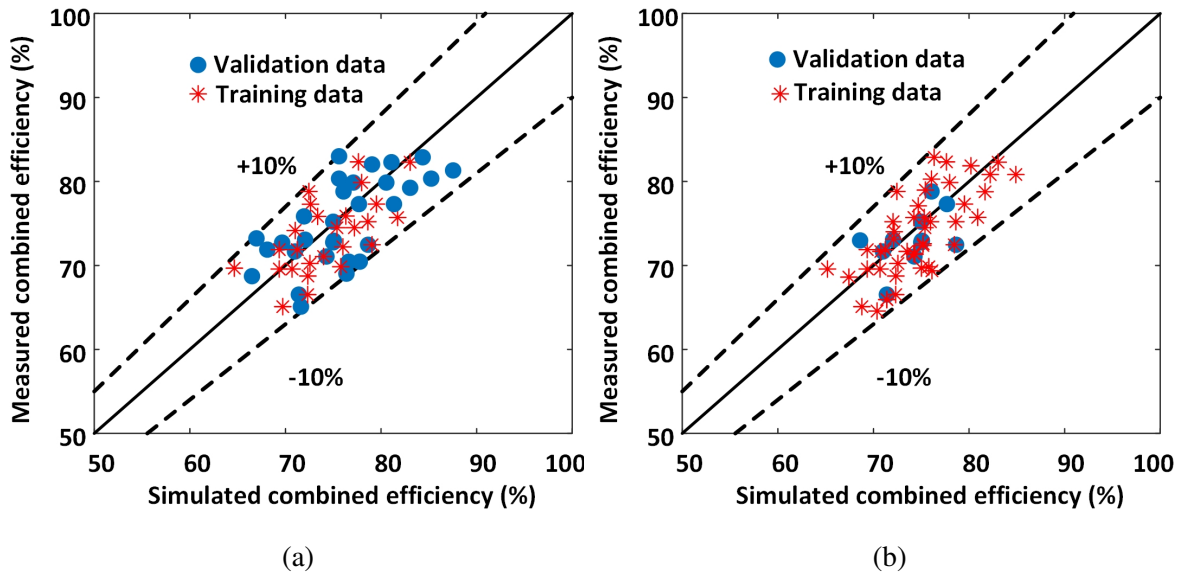 Measured combined efficiency (%)
100
90
80
70
60
50
Validation data
Training data
+10%
-10%
50 60 70 80 90 100
Simulated combined efficiency (%)
(a)
Measured combined efficiency (%)
100
90
80
70
60
50
Validation data
Training data
+10%
-10%
50 60 70 80 90 100
Simulated combined efficiency (%)
(b)